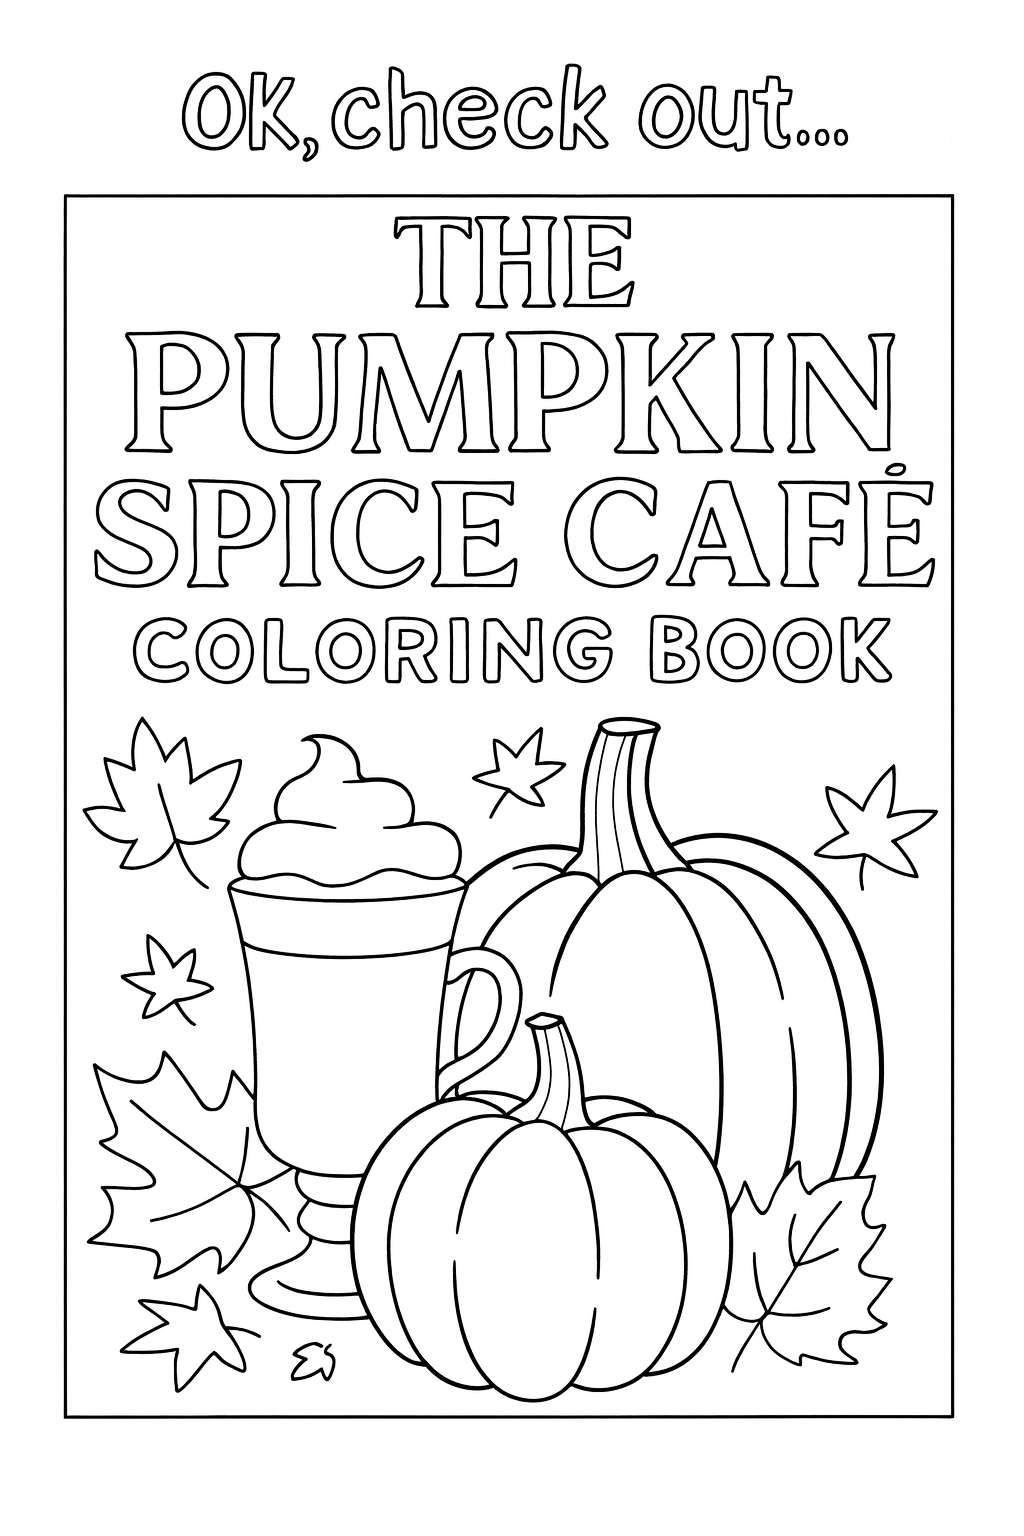 OK, check out...
THE
PUMPKIN
SPICE CAFÉ
COLORING BOOK